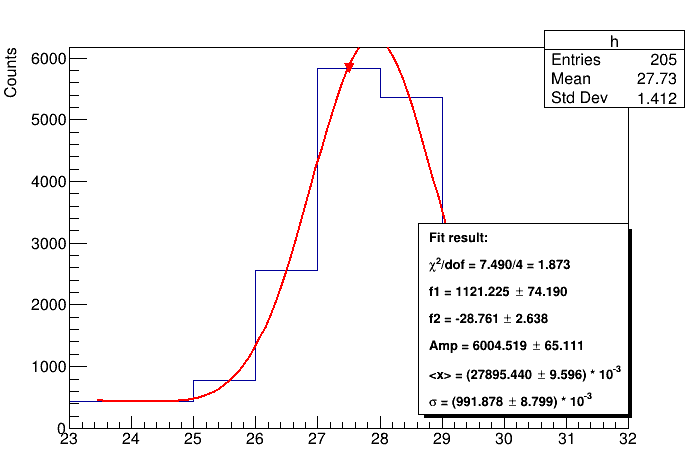 h
Entries 205
Mean 27.73
Std Dev 1.412
Counts
6000
5000
4000
3000
2000
1000
0
23 24 25 26 27 28 29 30 31 32
Fit result:
χ²/dof = 7.490/4 = 1.873
f1 = 1121.225 ± 74.190
f2 = -28.761 ± 2.638
Amp = 6004.519 ± 65.111
<x> = (27895.440 ± 9.596) * 10⁻³
σ = (991.878 ± 8.799) * 10⁻³